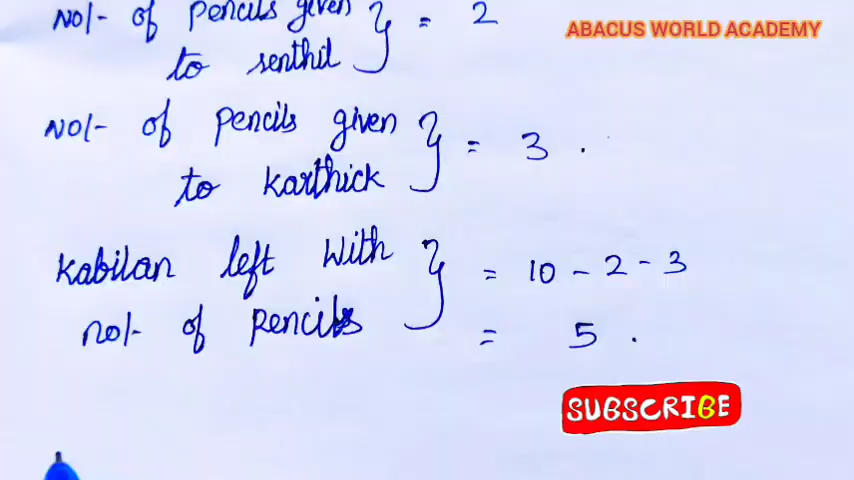 No/- of pencils given } = 2
to senthil
ABACUS WORLD ACADEMY
No/- of pencils given } = 3 .
to karthick
Kabilan left with } = 10 - 2 - 3
no/- of pencils = 5 .
SUBSCRIBE